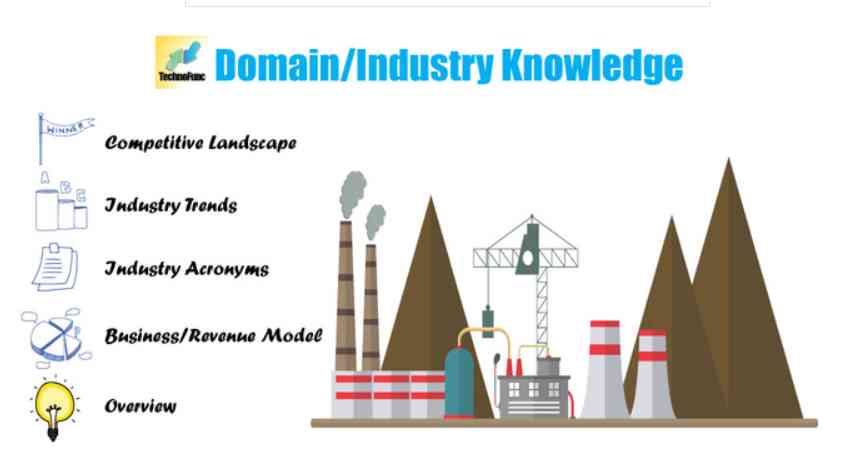 TechnoFunc
Domain/Industry Knowledge
WINNER
Competitive Landscape
A B C
Industry Trends
Industry Acronyms
Business/Revenue Model
Overview